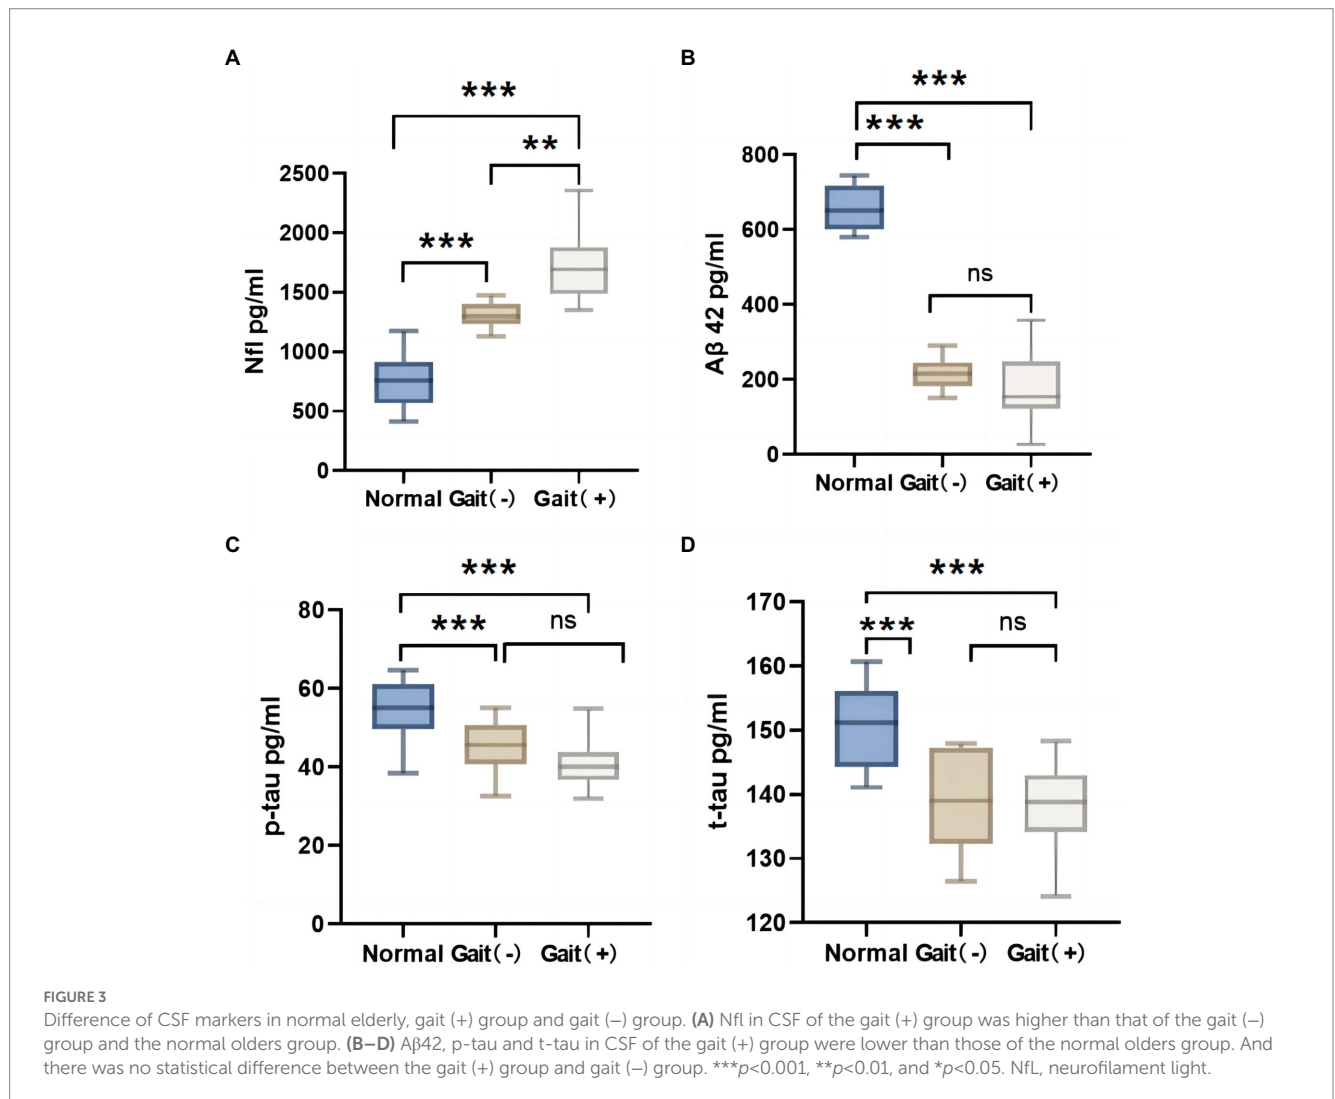 A
***
**
***
2500
2000
1500
1000
500
0
Nfl pg/ml
Normal Gait(-) Gait(+)
B
***
***
ns
800
600
400
200
0
Aβ 42 pg/ml
Normal Gait(-) Gait(+)
C
***
***
ns
80
60
40
20
0
p-tau pg/ml
Normal Gait(-) Gait(+)
D
***
***
ns
170
160
150
140
130
120
t-tau pg/ml
Normal Gait(-) Gait(+)
FIGURE 3
Difference of CSF markers in normal elderly, gait (+) group and gait (−) group. (A) Nfl in CSF of the gait (+) group was higher than that of the gait (−)
group and the normal olders group. (B–D) Aβ42, p-tau and t-tau in CSF of the gait (+) group were lower than those of the normal olders group. And
there was no statistical difference between the gait (+) group and gait (−) group. ***p<0.001, **p<0.01, and *p<0.05. NfL, neurofilament light.